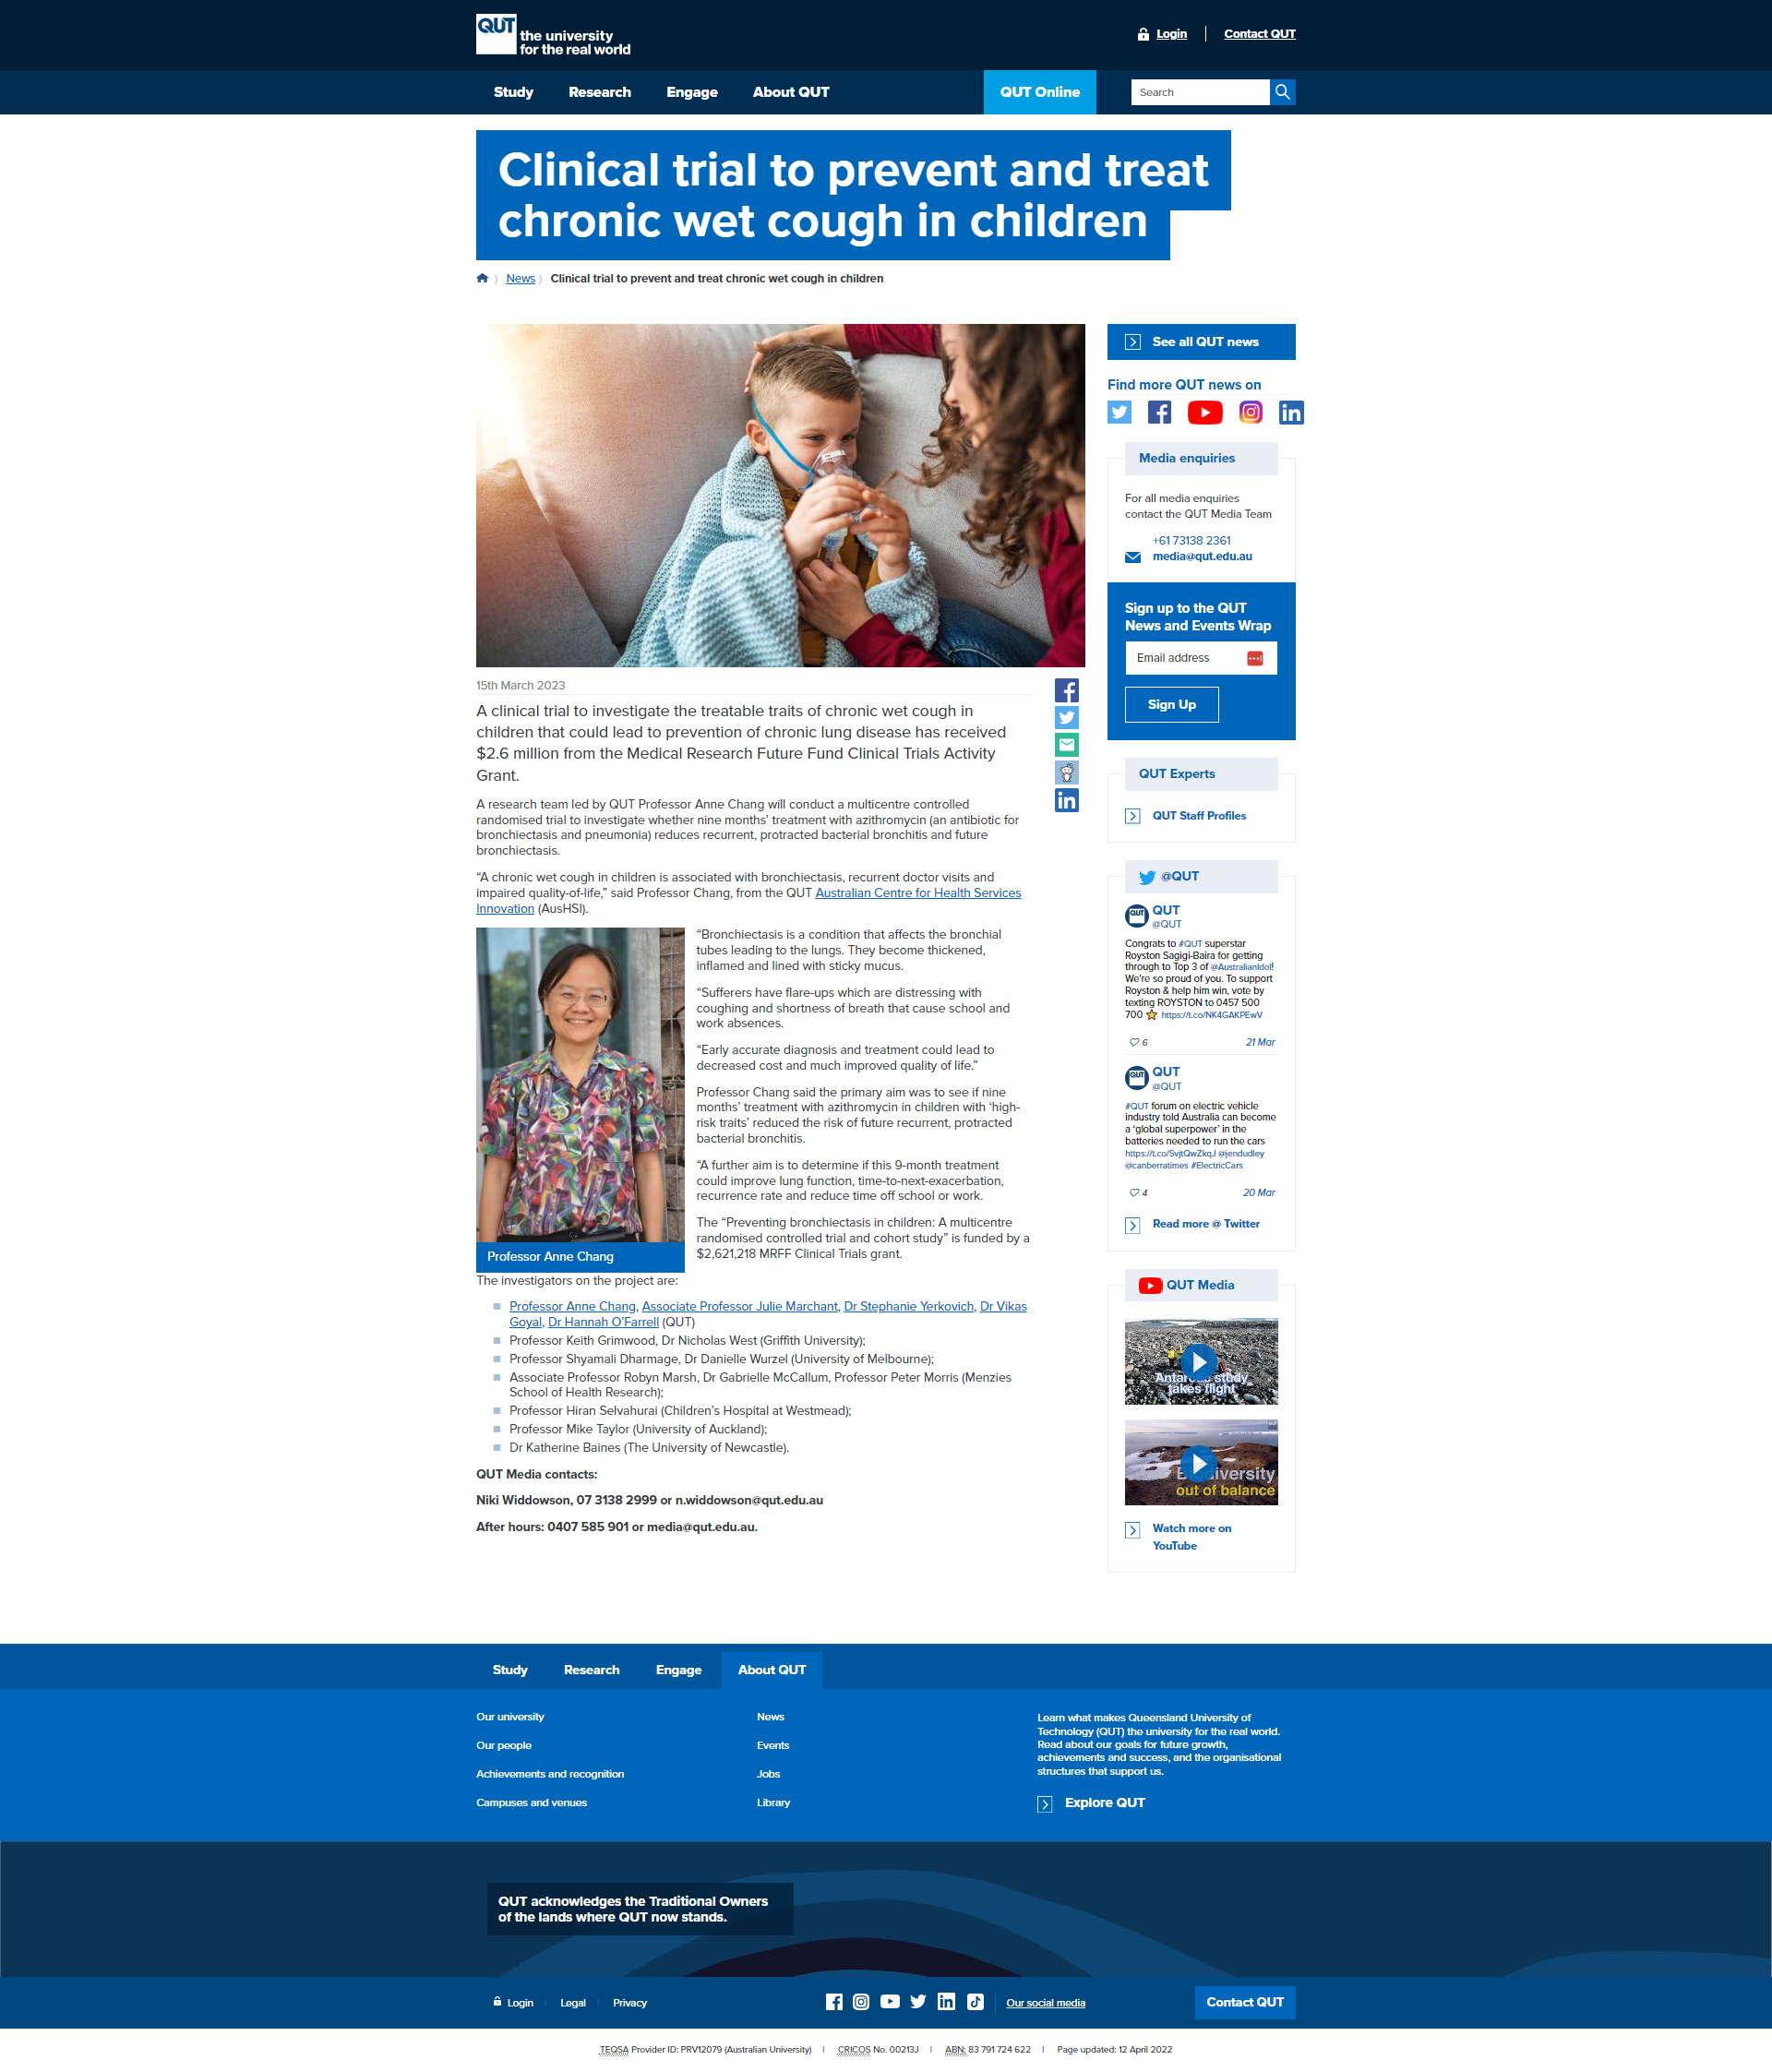 QUT
the university
for the real world
Login
Contact QUT
Study
Research
Engage
About QUT
QUT Online
Search
Clinical trial to prevent and treat
chronic wet cough in children
News
Clinical trial to prevent and treat chronic wet cough in children
15th March 2023
A clinical trial to investigate the treatable traits of chronic wet cough in
children that could lead to prevention of chronic lung disease has received
$2.6 million from the Medical Research Future Fund Clinical Trials Activity
Grant.
A research team led by QUT Professor Anne Chang will conduct a multicentre controlled
randomised trial to investigate whether nine months’ treatment with azithromycin (an antibiotic for
bronchiectasis and pneumonia) reduces recurrent, protracted bacterial bronchitis and future
bronchiectasis.
“A chronic wet cough in children is associated with bronchiectasis, recurrent doctor visits and
impaired quality-of-life,” said Professor Chang, from the QUT Australian Centre for Health Services
Innovation (AusHSI).
“Bronchiectasis is a condition that affects the bronchial
tubes leading to the lungs. They become thickened,
inflamed and lined with sticky mucus.
“Sufferers have flare-ups which are distressing with
coughing and shortness of breath that cause school and
work absences.
“Early accurate diagnosis and treatment could lead to
decreased cost and much improved quality of life.”
Professor Chang said the primary aim was to see if nine
months’ treatment with azithromycin in children with ‘high-
risk traits’ reduced the risk of future recurrent, protracted
bacterial bronchitis.
“A further aim is to determine if this 9-month treatment
could improve lung function, time-to-next-exacerbation,
recurrence rate and reduce time off school or work.
The “Preventing bronchiectasis in children: A multicentre
randomised controlled trial and cohort study” is funded by a
$2,621,218 MRFF Clinical Trials grant.
Professor Anne Chang
The investigators on the project are:
Professor Anne Chang, Associate Professor Julie Marchant, Dr Stephanie Yerkovich, Dr Vikas
Goyal, Dr Hannah O’Farrell (QUT)
Professor Keith Grimwood, Dr Nicholas West (Griffith University);
Professor Shyamali Dharmage, Dr Danielle Wurzel (University of Melbourne);
Associate Professor Robyn Marsh, Dr Gabrielle McCallum, Professor Peter Morris (Menzies
School of Health Research);
Professor Hiran Selvahurai (Children’s Hospital at Westmead);
Professor Mike Taylor (University of Auckland);
Dr Katherine Baines (The University of Newcastle).
QUT Media contacts:
Niki Widdowson, 07 3138 2999 or n.widdowson@qut.edu.au
After hours: 0407 585 901 or media@qut.edu.au.
See all QUT news
Find more QUT news on
Media enquiries
For all media enquiries
contact the QUT Media Team
+61 73138 2361
media@qut.edu.au
Sign up to the QUT
News and Events Wrap
Email address
Sign Up
QUT Experts
QUT Staff Profiles
@QUT
QUT
@QUT
Congrats to #QUT superstar
Royston Sagigi-Baira for getting
through to Top 3 of @AustralianIdol!
We're so proud of you. To support
Royston & help him win, vote by
texting ROYSTON to 0457 500
700 https://t.co/NK4GAKPEwV
6
21 Mar
QUT
@QUT
#QUT forum on electric vehicle
industry told Australia can become
a ‘global superpower’ in the
batteries needed to run the cars
https://t.co/SvjtQwZkqJ @jendudley
@canberratimes #ElectricCars
4
20 Mar
Read more @ Twitter
QUT Media
Antarctic study
takes flight
Biodiversity
out of balance
Watch more on
YouTube
Study
Research
Engage
About QUT
Our university
Our people
Achievements and recognition
Campuses and venues
News
Events
Jobs
Library
Learn what makes Queensland University of
Technology (QUT) the university for the real world.
Read about our goals for future growth,
achievements and success, and the organisational
structures that support us.
Explore QUT
QUT acknowledges the Traditional Owners
of the lands where QUT now stands.
Login
Legal
Privacy
Our social media
Contact QUT
TEQSA Provider ID: PRV12079 (Australian University) | CRICOS No. 00213J | ABN: 83 791 724 622 | Page updated: 12 April 2022